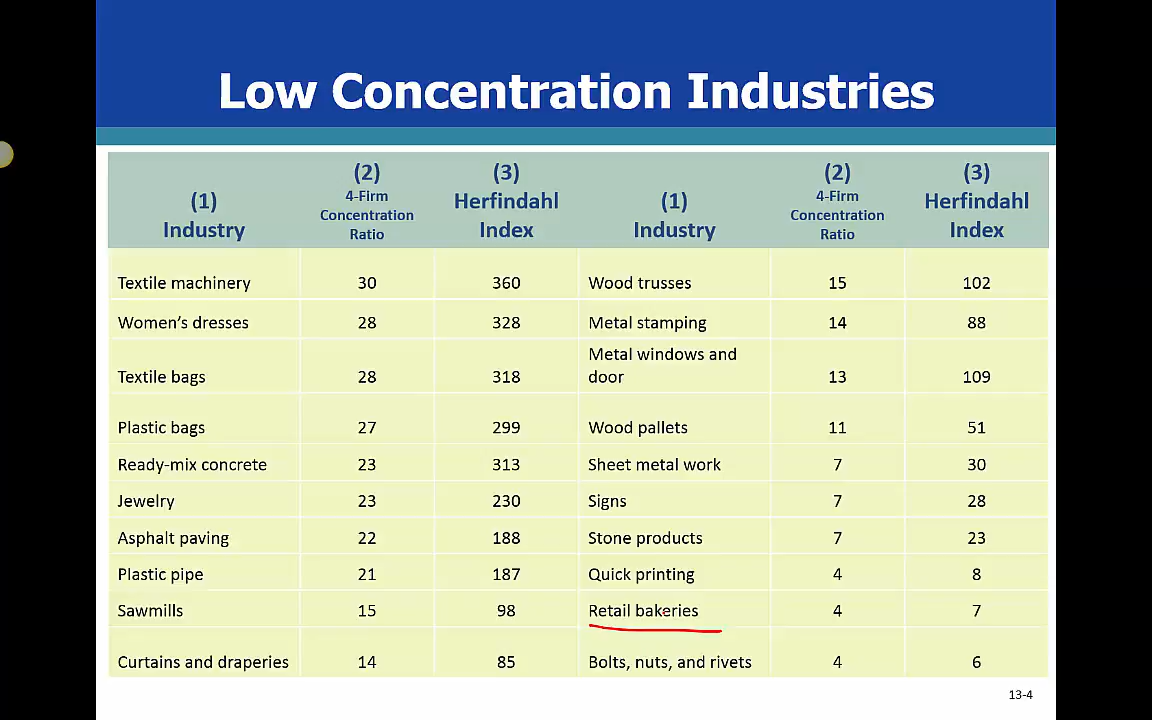 Low Concentration Industries
(1)
Industry
(2)
4-Firm
Concentration
Ratio
(3)
Herfindahl
Index
(1)
Industry
(2)
4-Firm
Concentration
Ratio
(3)
Herfindahl
Index
Textile machinery 30 360 Wood trusses 15 102
Women’s dresses 28 328 Metal stamping 14 88
Textile bags 28 318 Metal windows and
door 13 109
Plastic bags 27 299 Wood pallets 11 51
Ready-mix concrete 23 313 Sheet metal work 7 30
Jewelry 23 230 Signs 7 28
Asphalt paving 22 188 Stone products 7 23
Plastic pipe 21 187 Quick printing 4 8
Sawmills 15 98 Retail bakeries 4 7
Curtains and draperies 14 85 Bolts, nuts, and rivets 4 6
13-4